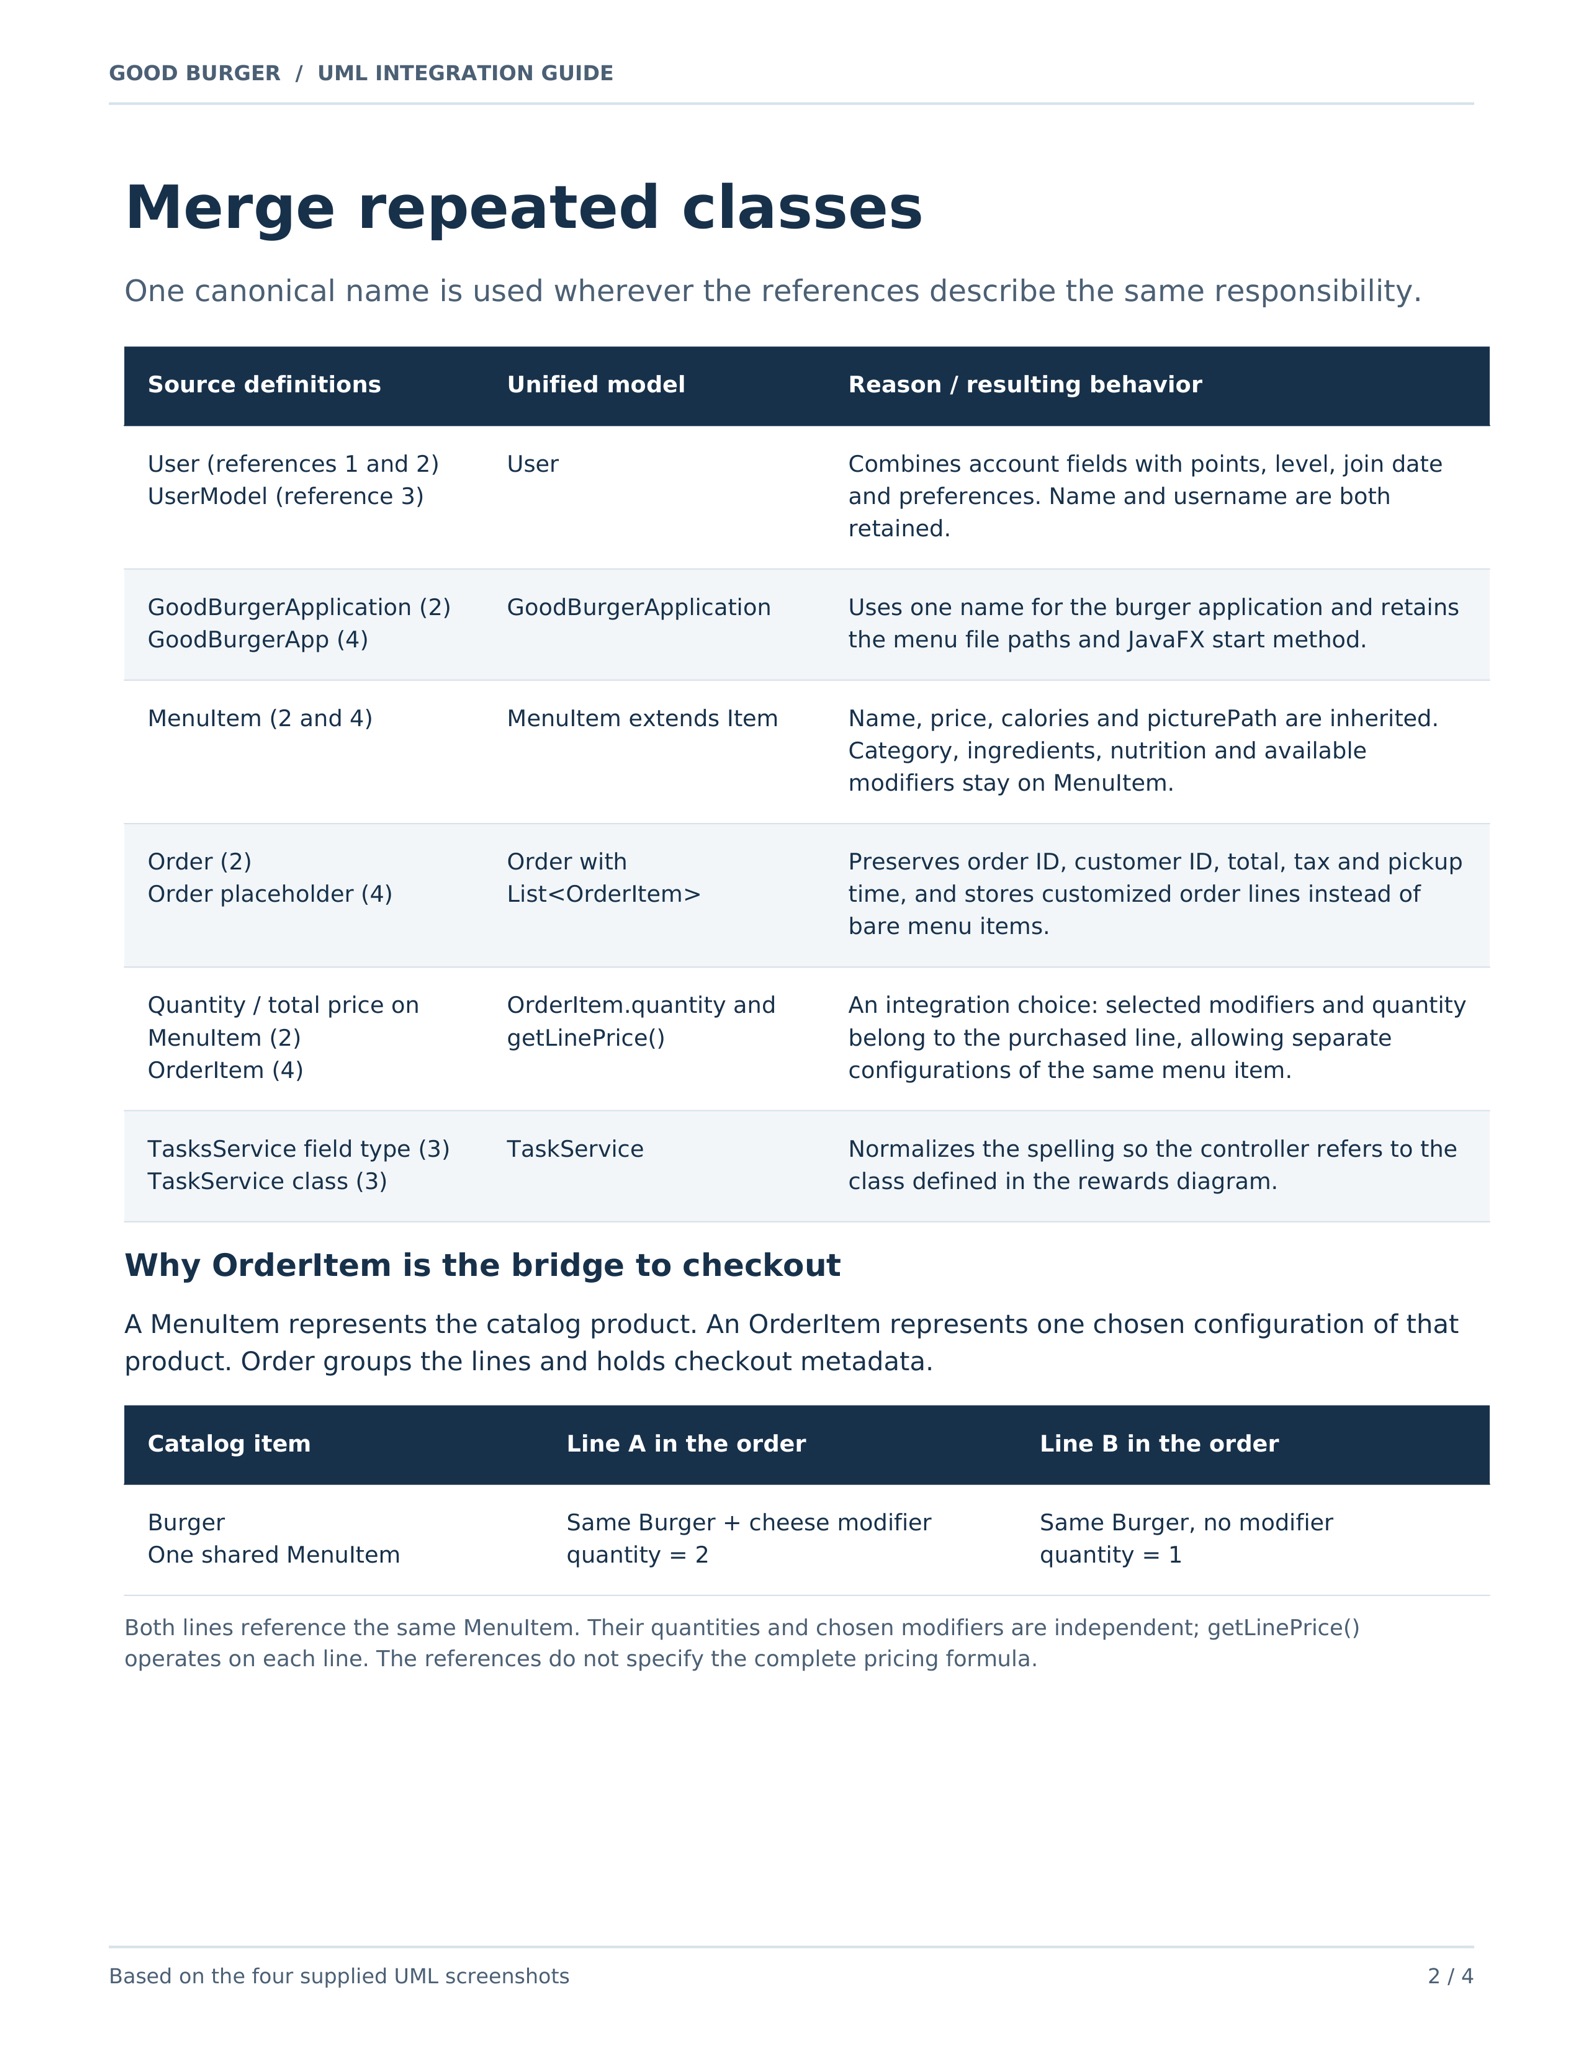 GOOD BURGER / UML INTEGRATION GUIDE
Merge repeated classes
One canonical name is used wherever the references describe the same responsibility.
Source definitions Unified model Reason / resulting behavior
User (references 1 and 2) User Combines account fields with points, level, join date
UserModel (reference 3) and preferences. Name and username are both
retained.
GoodBurgerApplication (2) GoodBurgerApplication Uses one name for the burger application and retains
GoodBurgerApp (4) the menu file paths and JavaFX start method.
MenuItem (2 and 4) MenuItem extends Item Name, price, calories and picturePath are inherited.
Category, ingredients, nutrition and available
modifiers stay on MenuItem.
Order (2) Order with Preserves order ID, customer ID, total, tax and pickup
Order placeholder (4) List<OrderItem> time, and stores customized order lines instead of
bare menu items.
Quantity / total price on OrderItem.quantity and An integration choice: selected modifiers and quantity
MenuItem (2) getLinePrice() belong to the purchased line, allowing separate
OrderItem (4) configurations of the same menu item.
TasksService field type (3) TaskService Normalizes the spelling so the controller refers to the
TaskService class (3) class defined in the rewards diagram.
Why OrderItem is the bridge to checkout
A MenuItem represents the catalog product. An OrderItem represents one chosen configuration of that
product. Order groups the lines and holds checkout metadata.
Catalog item Line A in the order Line B in the order
Burger Same Burger + cheese modifier Same Burger, no modifier
One shared MenuItem quantity = 2 quantity = 1
Both lines reference the same MenuItem. Their quantities and chosen modifiers are independent; getLinePrice()
operates on each line. The references do not specify the complete pricing formula.
Based on the four supplied UML screenshots 2 / 4